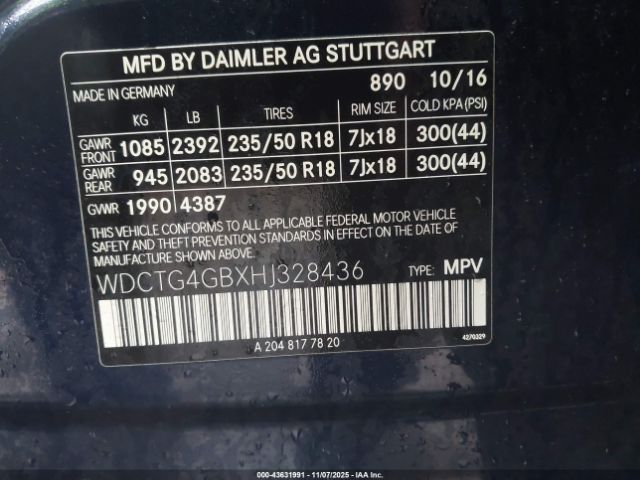 MFD BY DAIMLER AG STUTTGART
MADE IN GERMANY 890 10/16
KG LB TIRES RIM SIZE COLD KPA(PSI)
GAWR FRONT 1085 2392 235/50 R18 7Jx18 300(44)
GAWR REAR 945 2083 235/50 R18 7Jx18 300(44)
GWR 1990 4387
THIS VEHICLE CONFORMS TO ALL APPLICABLE FEDERAL MOTOR VEHICLE
SAFETY AND THEFT PREVENTION STANDARDS IN EFFECT ON THE DATE OF
MANUFACTURE SHOWN ABOVE.
WDCTG4GBXHJ328436 TYPE: MPV
A 204 817 78 20
4270329
000-43631991 - 11/07/2025 - IAA, Inc.